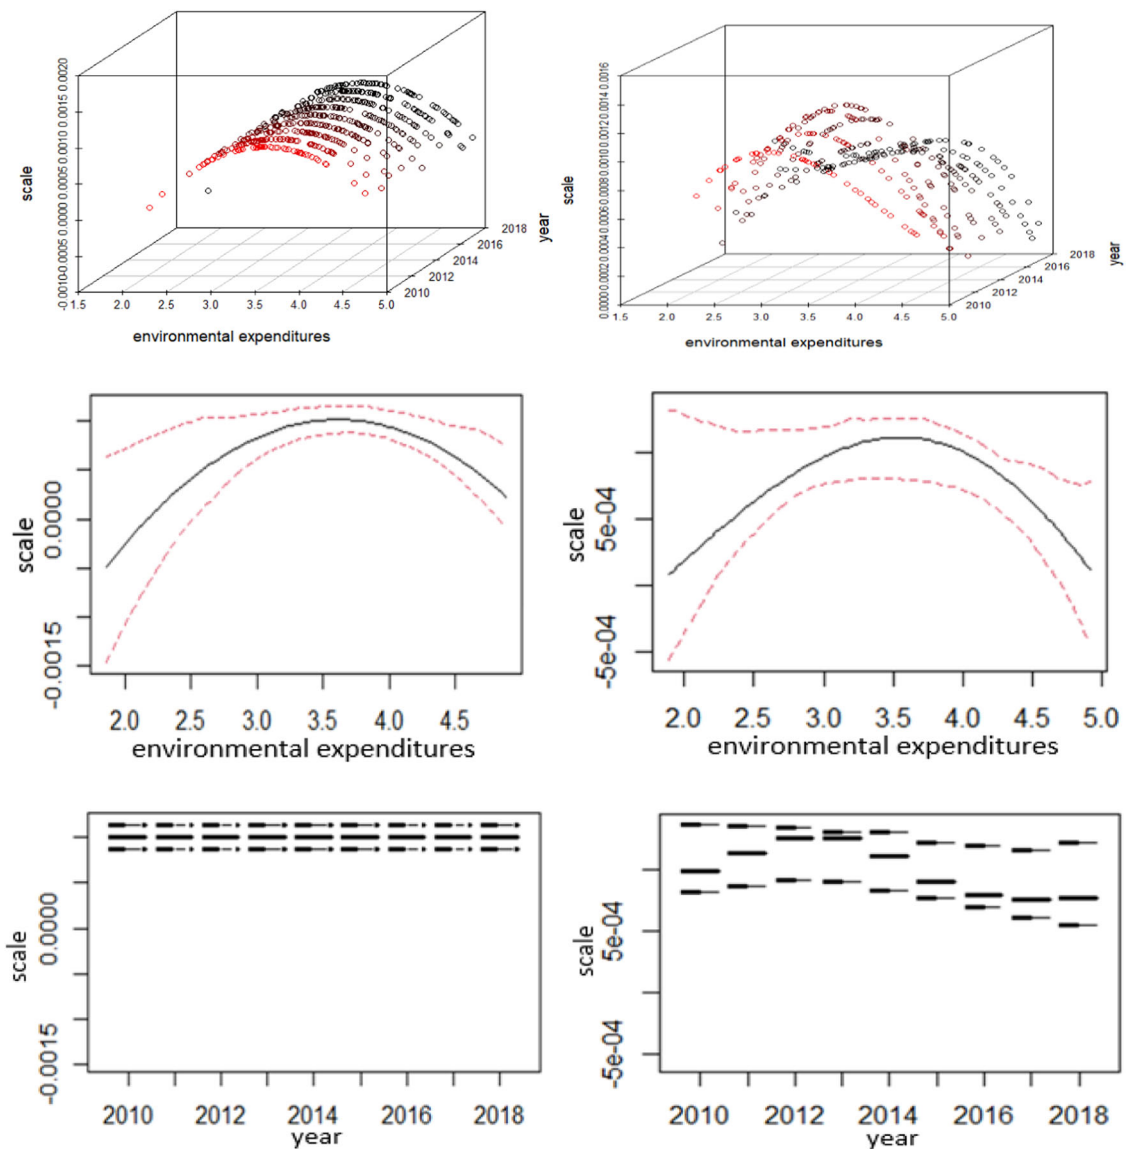 scale
-0.0010 -0.0005 0.0000 0.0005 0.0010 0.0015 0.0020
1.5 2.0 2.5 3.0 3.5 4.0 4.5 5.0
2010 2012 2014 2016 2018
year
environmental expenditures
scale
0.0000 0.0002 0.0004 0.0006 0.0008 0.0010 0.0012 0.0014 0.0016
1.5 2.0 2.5 3.0 3.5 4.0 4.5 5.0
2010 2012 2014 2016 2018
year
environmental expenditures
scale
-0.0015 0.0000
2.0 2.5 3.0 3.5 4.0 4.5
environmental expenditures
scale
-5e-04 5e-04
2.0 2.5 3.0 3.5 4.0 4.5 5.0
environmental expenditures
scale
-0.0015 0.0000
2010 2012 2014 2016 2018
year
scale
-5e-04 5e-04
2010 2012 2014 2016 2018
year